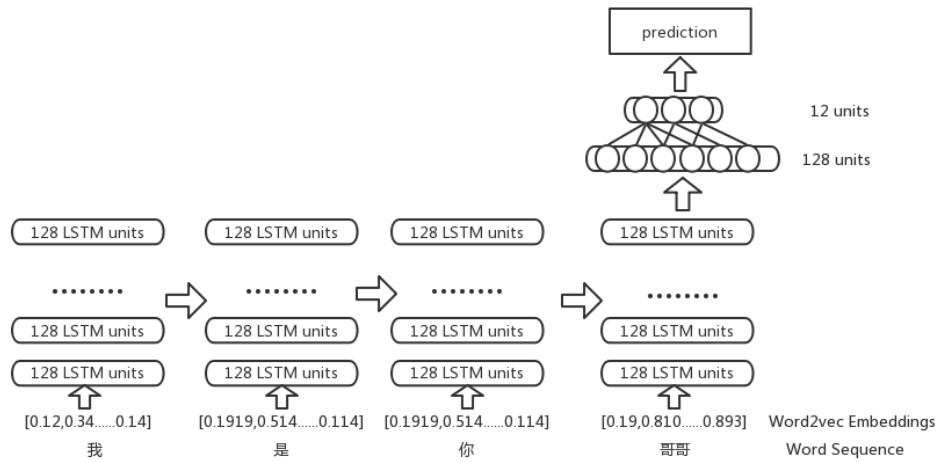 prediction
12 units
128 units
128 LSTM units 128 LSTM units 128 LSTM units 128 LSTM units
........ ........ ........ ........
128 LSTM units 128 LSTM units 128 LSTM units 128 LSTM units
128 LSTM units 128 LSTM units 128 LSTM units 128 LSTM units
[0.12,0.34......0.14] [0.1919,0.514......0.114] [0.1919,0.514......0.114] [0.19,0.810......0.893] Word2vec Embeddings
我 是 你 哥哥 Word Sequence